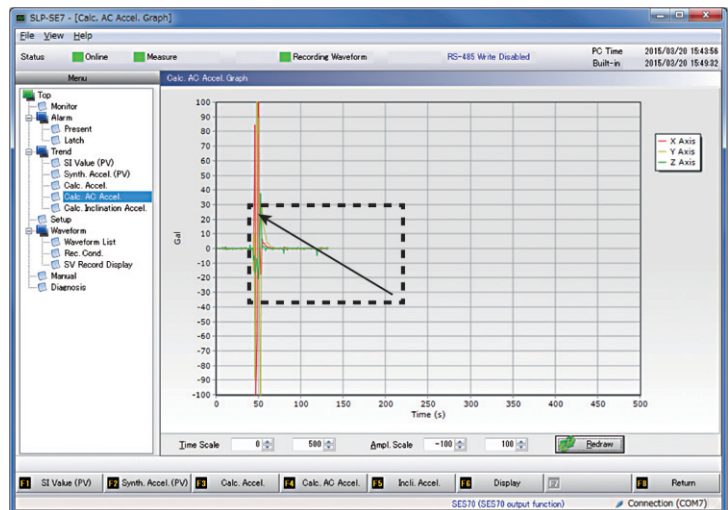 SLP-SE7 - [Calc. AC Accel. Graph]
File View Help
Status Online Measure Recording Waveform RS-485 Write Disabled PC Time 2015/03/20 15:43:56
Built-in 2015/03/20 15:49:32
Menu
Calc. AC Accel. Graph
Top
Monitor
Alarm
Present
Latch
Trend
SI Value (PV)
Synth. Accel. (PV)
Calc. Accel.
Calc. AC Accel.
Calc. Inclination Accel.
Setup
Waveform
Waveform List
Rec. Cond.
SV Record Display
Manual
Diagnosis
100
90
80
70
60
50
40
30
20
10
0
-10
-20
-30
-40
-50
-60
-70
-80
-90
-100
Gal
0 50 100 150 200 250 300 350 400 450 500
Time (s)
X Axis
Y Axis
Z Axis
Time Scale 0 500 Ampl. Scale -100 100 Redraw
F1 SI Value (PV) F2 Synth. Accel. (PV) F3 Calc. Accel. F4 Calc. AC Accel. F5 Incli. Accel. F6 Display F7 F8 Return
SES70 (SES70 output function) Connection (COM7)